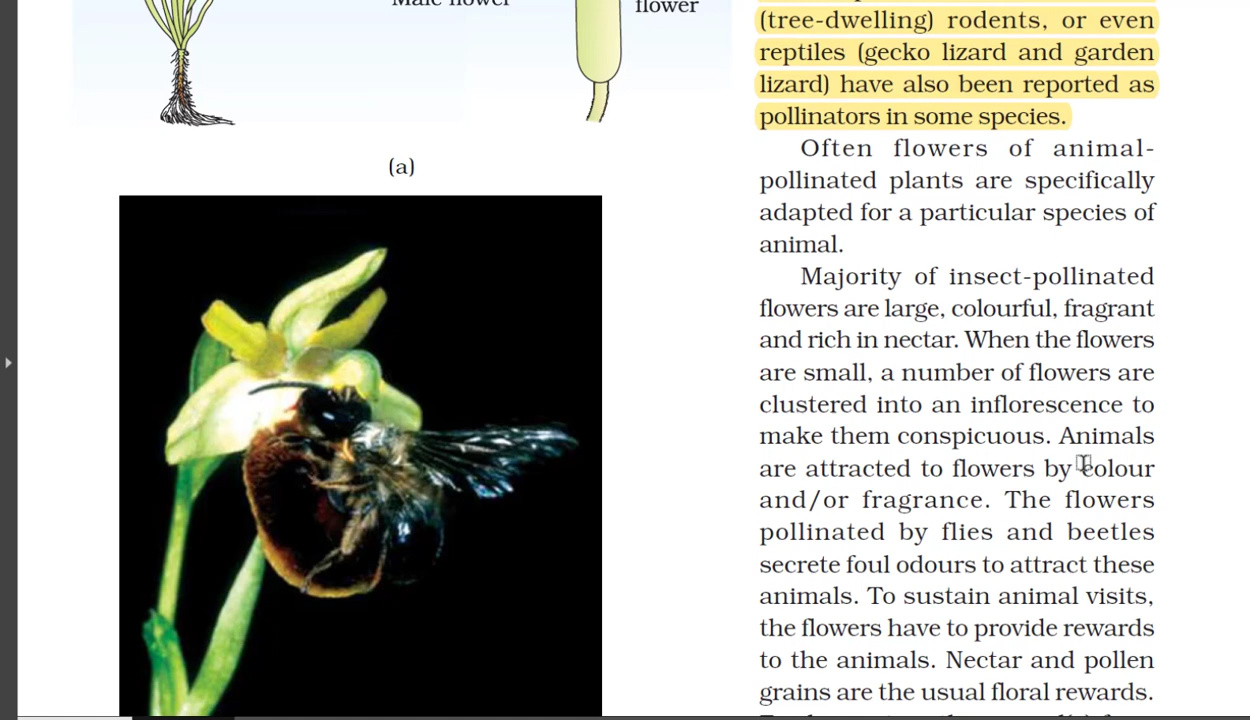 Male flower
flower
(a)
(tree-dwelling) rodents, or even
reptiles (gecko lizard and garden
lizard) have also been reported as
pollinators in some species.
Often flowers of animal-
pollinated plants are specifically
adapted for a particular species of
animal.
Majority of insect-pollinated
flowers are large, colourful, fragrant
and rich in nectar. When the flowers
are small, a number of flowers are
clustered into an inflorescence to
make them conspicuous. Animals
are attracted to flowers by colour
and/or fragrance. The flowers
pollinated by flies and beetles
secrete foul odours to attract these
animals. To sustain animal visits,
the flowers have to provide rewards
to the animals. Nectar and pollen
grains are the usual floral rewards.